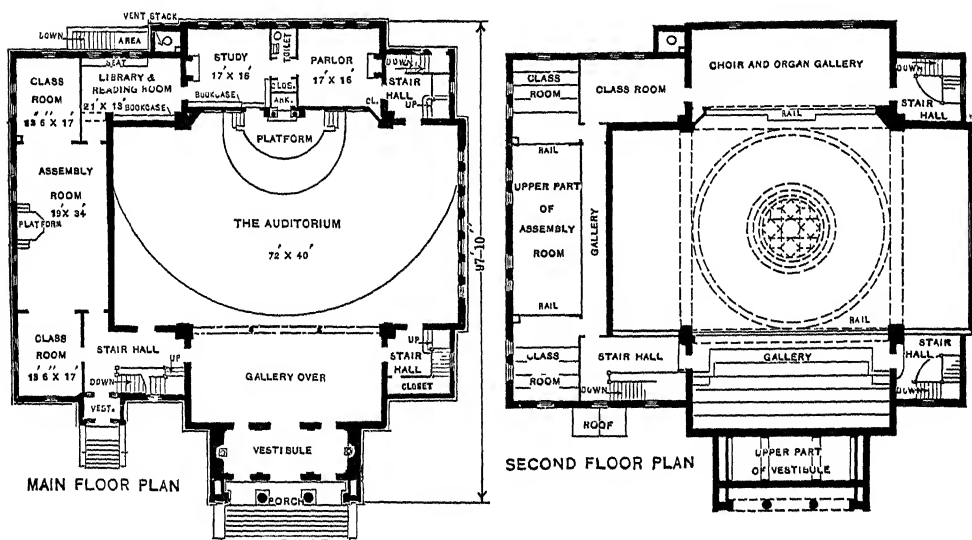 VENT STACK
DOWN
AREA
SEAT
CLASS
ROOM
13' 6" X 17'
LIBRARY &
READING ROOM
21' X 13'
BOOKCASE
STUDY
17' X 16'
BOOKCASE
TOILET
CLOS.
PARLOR
17' X 16'
CL.
DOWN
STAIR
HALL
UP
PLATFORM
ASSEMBLY
ROOM
19' X 34'
PLATFORM
THE AUDITORIUM
72' X 40'
97'-10"
CLASS
ROOM
13' 6" X 17'
STAIR HALL
UP
DOWN
VEST.
GALLERY OVER
UP
STAIR
HALL
CLOSET
VESTIBULE
PORCH
MAIN FLOOR PLAN
CLASS
ROOM
CLASS ROOM
CHOIR AND ORGAN GALLERY
DOWN
STAIR
HALL
RAIL
RAIL
UPPER PART
OF
ASSEMBLY
ROOM
GALLERY
RAIL
RAIL
CLASS
ROOM
STAIR HALL
DOWN
GALLERY
STAIR
HALL
DOWN
ROOF
UPPER PART
OF VESTIBULE
SECOND FLOOR PLAN